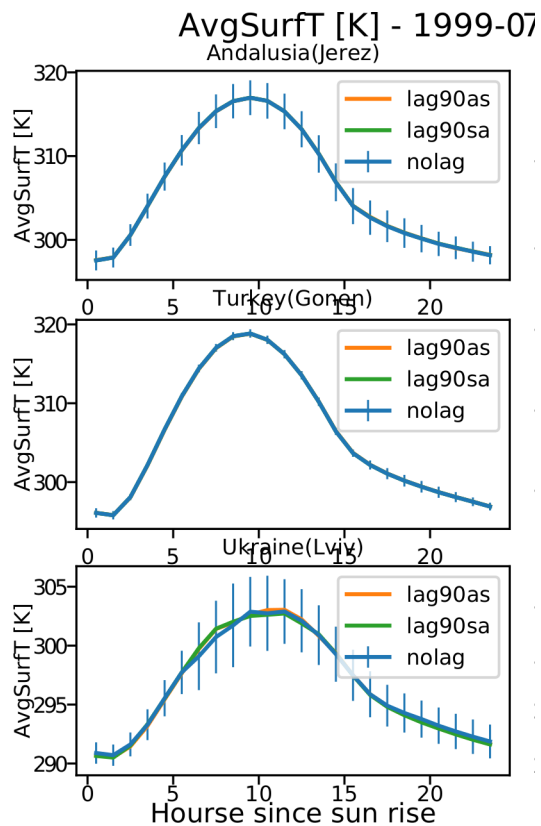 AvgSurfT [K] - 1999-07
Andalusia(Jerez)
AvgSurfT [K]
320
310
300
lag90as
lag90sa
nolag
0 5 10 15 20
Turkey(Gonen)
AvgSurfT [K]
320
310
300
lag90as
lag90sa
nolag
0 5 10 15 20
Ukraine(Lviv)
AvgSurfT [K]
305
300
295
290
lag90as
lag90sa
nolag
0 5 10 15 20
Hourse since sun rise